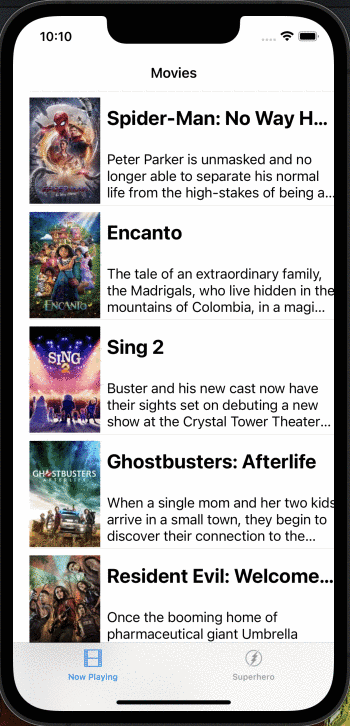 10:10
Movies
Spider-Man: No Way H...
Peter Parker is unmasked and no
longer able to separate his normal
life from the high-stakes of being a...
Encanto
The tale of an extraordinary family,
the Madrigals, who live hidden in the
mountains of Colombia, in a magi...
ENCANTO
Sing 2
SING
2
Buster and his new cast now have
their sights set on debuting a new
show at the Crystal Tower Theater...
Ghostbusters: Afterlife
GHOSTBUSTERS
AFTERLIFE
When a single mom and her two kids
arrive in a small town, they begin to
discover their connection to the...
Resident Evil: Welcome...
Once the booming home of
pharmaceutical giant Umbrella
Now Playing
Superhero